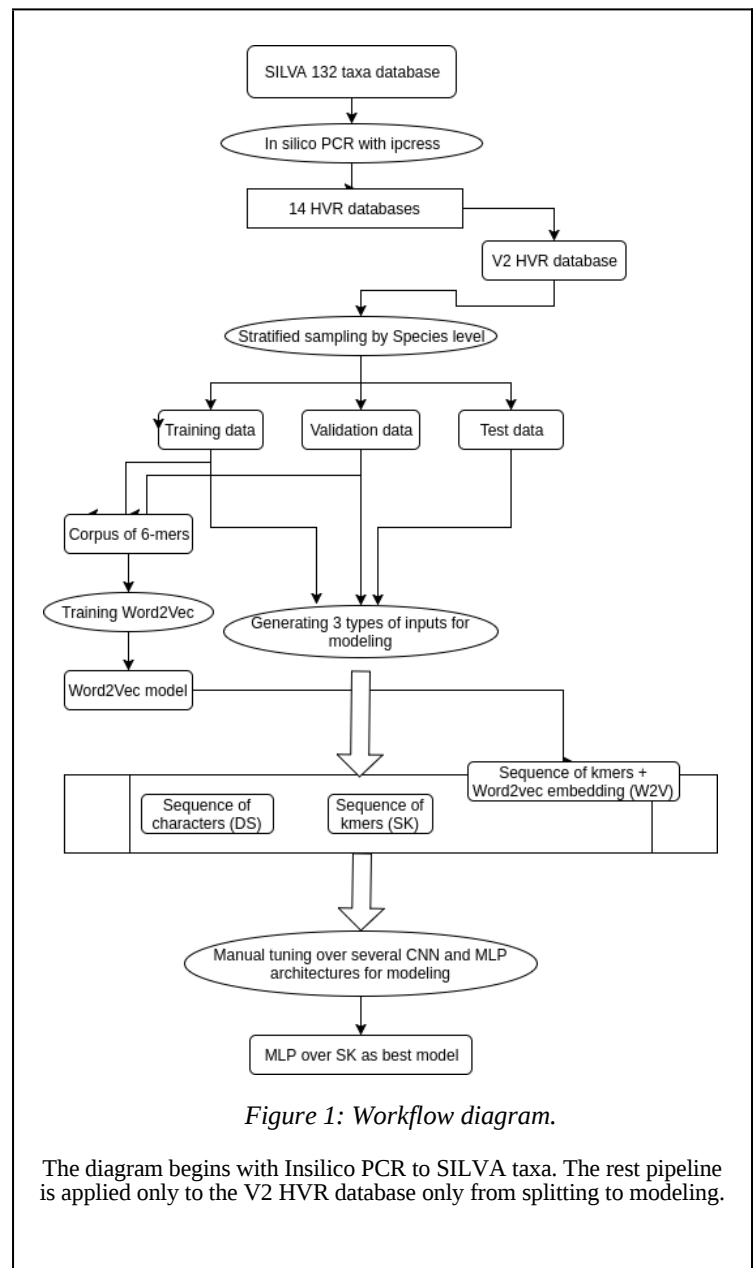 SILVA 132 taxa database
In silico PCR with ipcress
14 HVR databases
V2 HVR database
Stratified sampling by Species level
Training data
Validation data
Test data
Corpus of 6-mers
Training Word2Vec
Generating 3 types of inputs for
modeling
Word2Vec model
Sequence of kmers +
Word2vec embedding (W2V)
Sequence of
characters (DS)
Sequence of
kmers (SK)
Manual tuning over several CNN and MLP
architectures for modeling
MLP over SK as best model
Figure 1: Workflow diagram.
The diagram begins with Insilico PCR to SILVA taxa. The rest pipeline
is applied only to the V2 HVR database only from splitting to modeling.